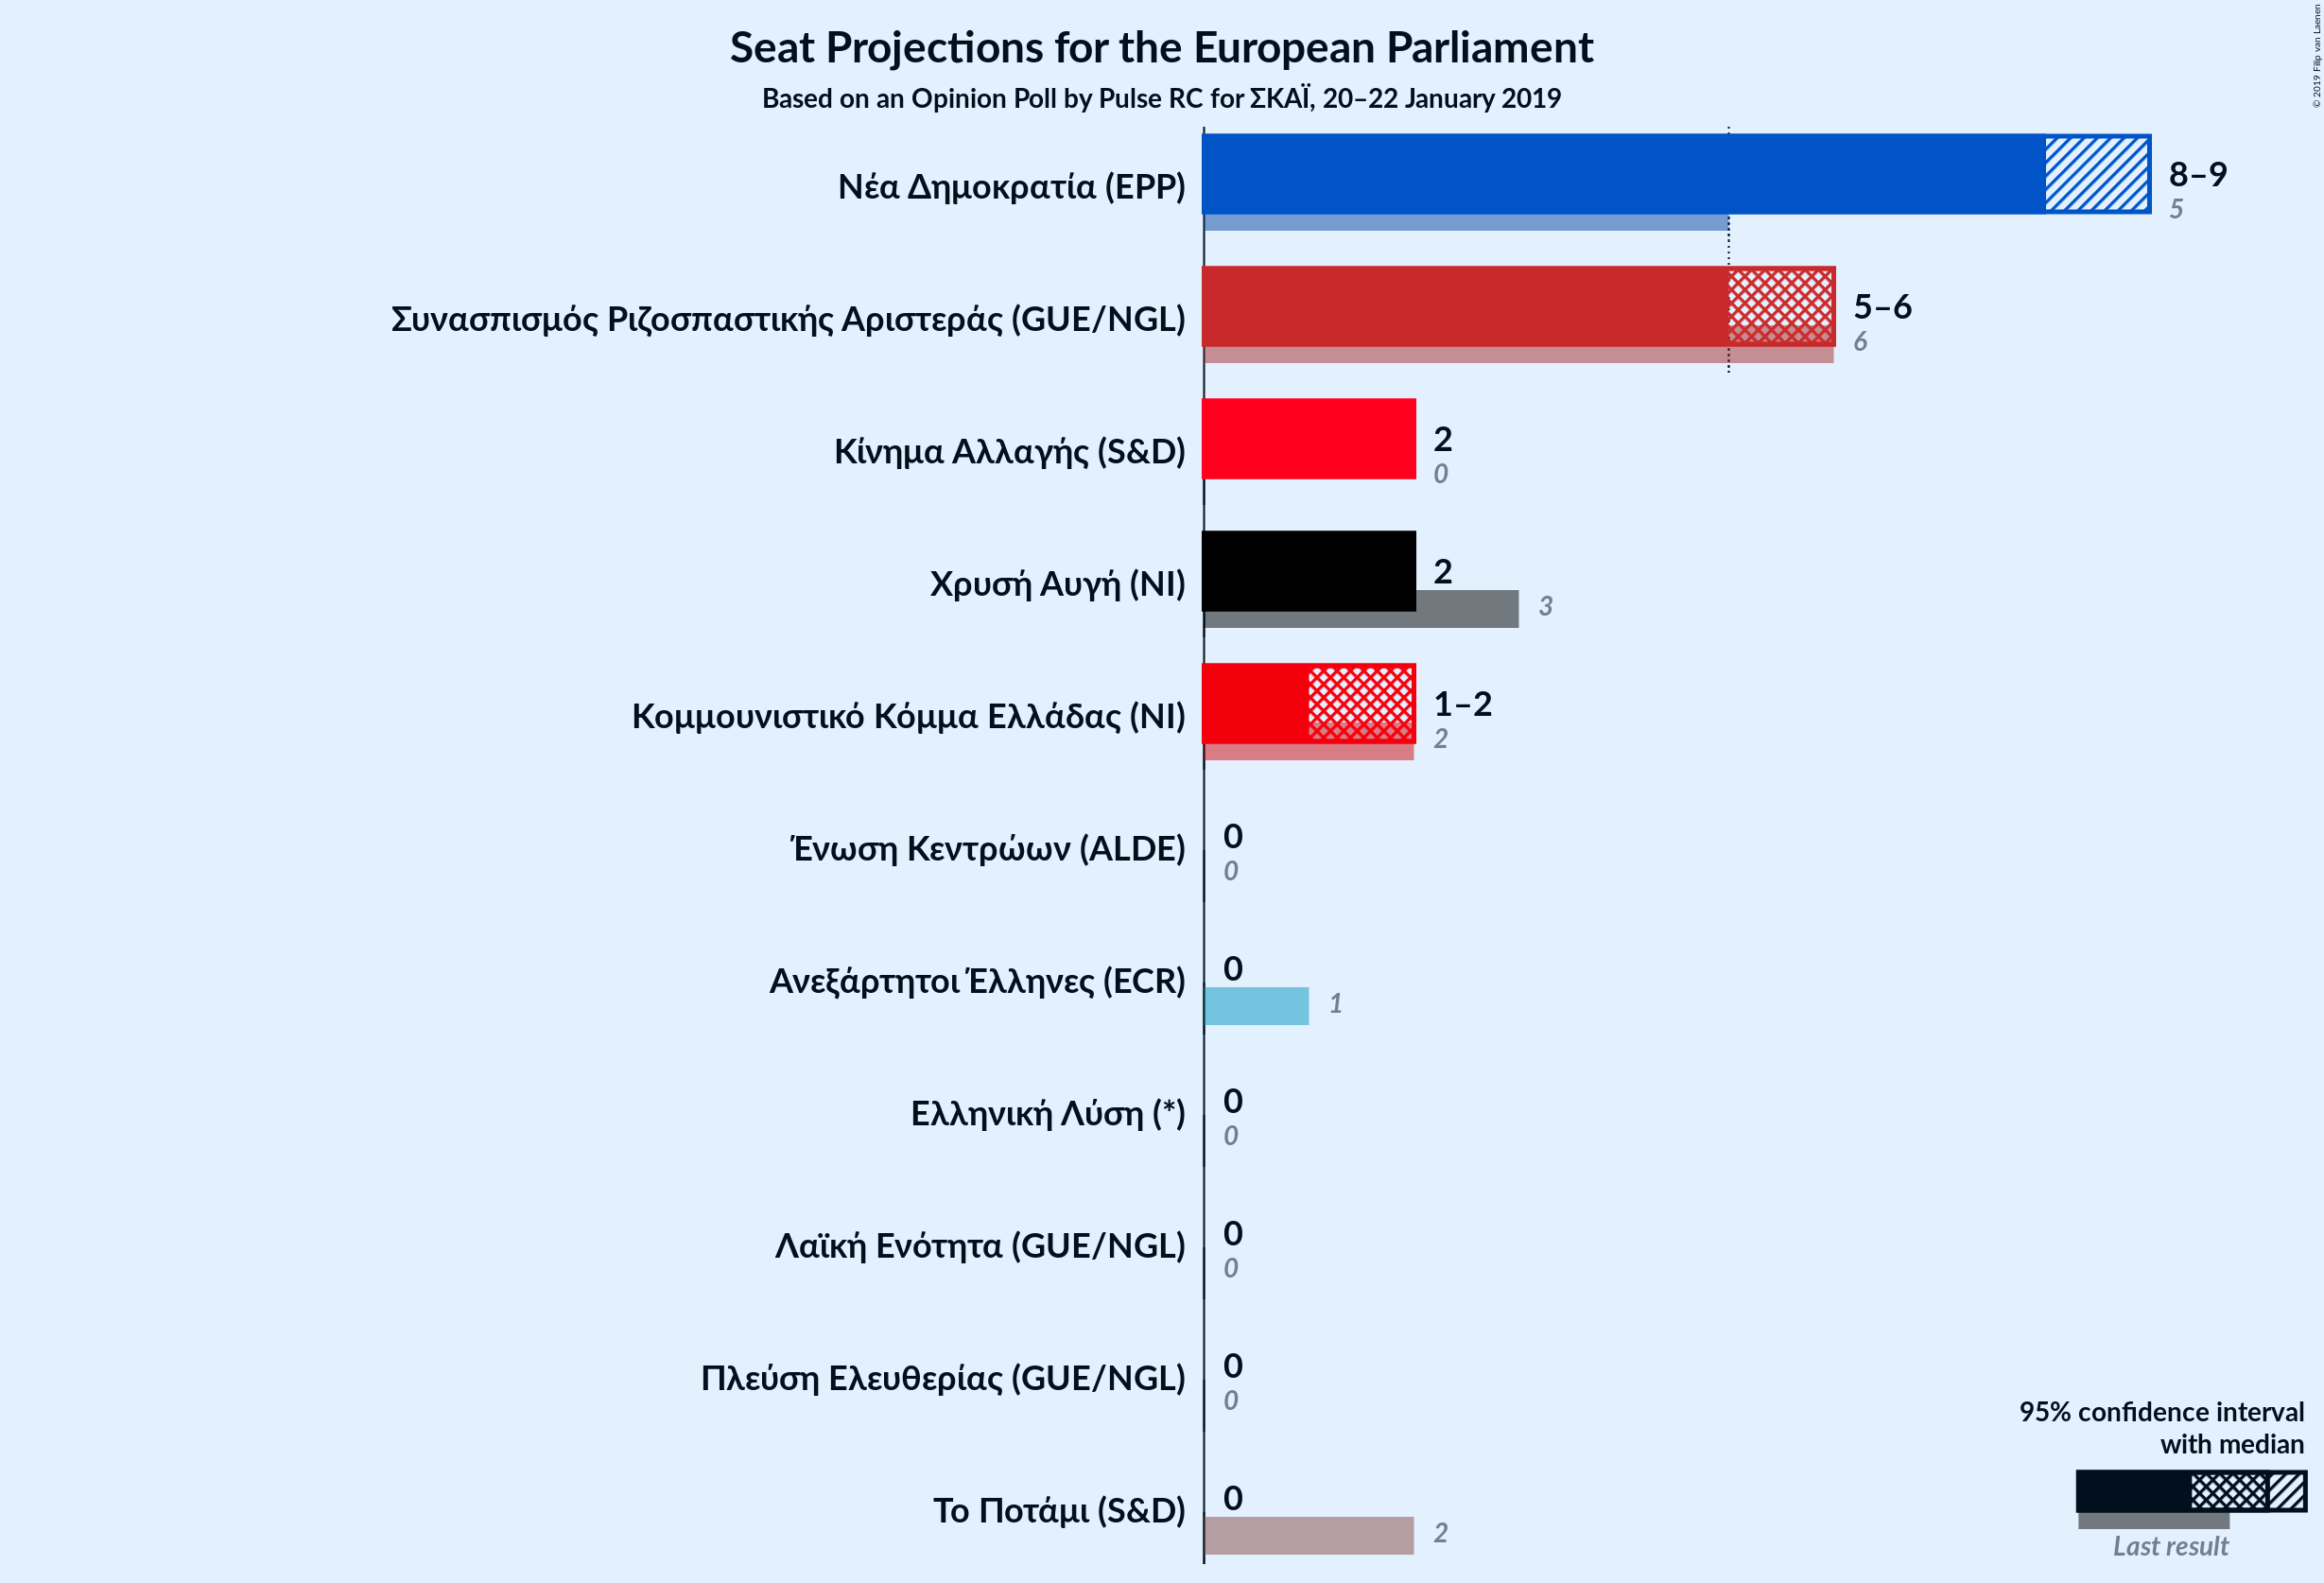 Seat Projections for the European Parliament
Based on an Opinion Poll by Pulse RC for ΣΚΑΪ, 20–22 January 2019
© 2019 Filip van Laenen
Νέα Δημοκρατία (EPP)
8–9
5
Συνασπισμός Ριζοσπαστικής Αριστεράς (GUE/NGL)
5–6
6
Κίνημα Αλλαγής (S&D)
2
0
Χρυσή Αυγή (NI)
2
3
Κομμουνιστικό Κόμμα Ελλάδας (NI)
1–2
2
Ένωση Κεντρώων (ALDE)
0
0
Ανεξάρτητοι Έλληνες (ECR)
0
1
Ελληνική Λύση (*)
0
0
Λαϊκή Ενότητα (GUE/NGL)
0
0
Πλεύση Ελευθερίας (GUE/NGL)
0
0
Το Ποτάμι (S&D)
0
2
95% confidence interval
with median
Last result